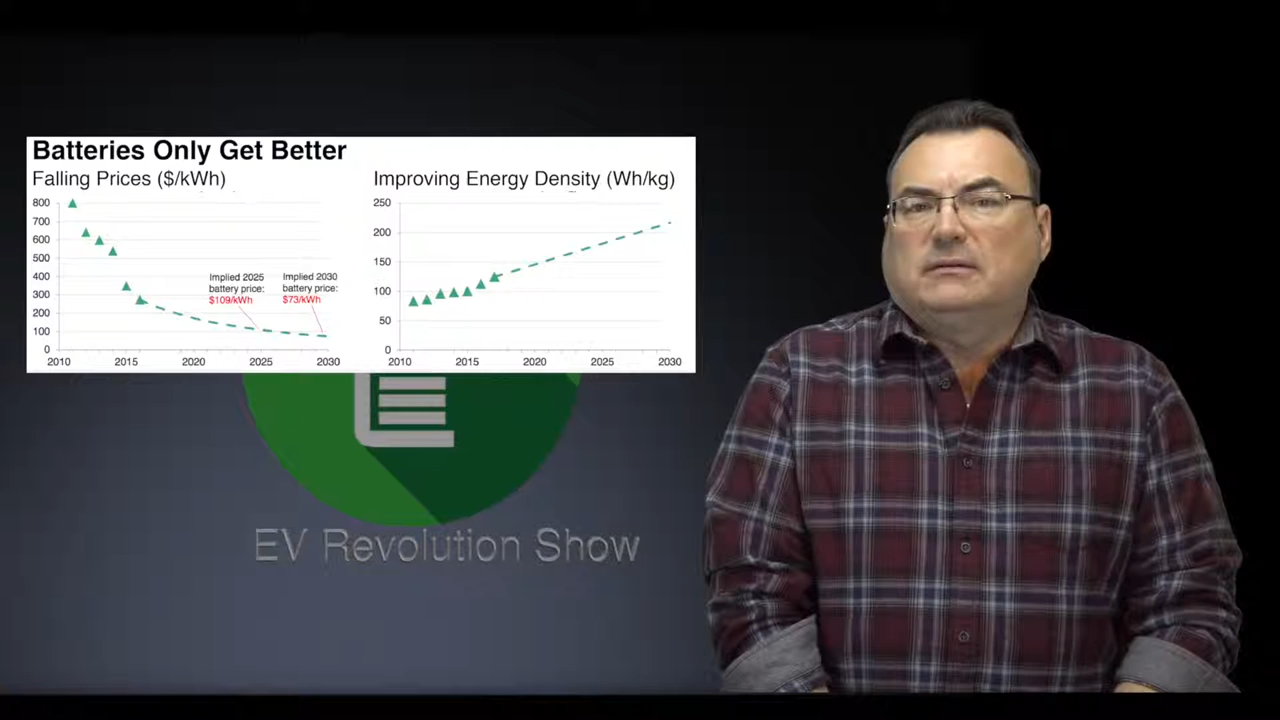 Batteries Only Get Better
Falling Prices ($/kWh)
800
700
600
500
400
300
200
100
0
2010
2015
2020
2025
2030
Implied 2025
battery price:
$109/kWh
Implied 2030
battery price:
$73/kWh
Improving Energy Density (Wh/kg)
250
200
150
100
50
0
2010
2015
2020
2025
2030
EV Revolution Show